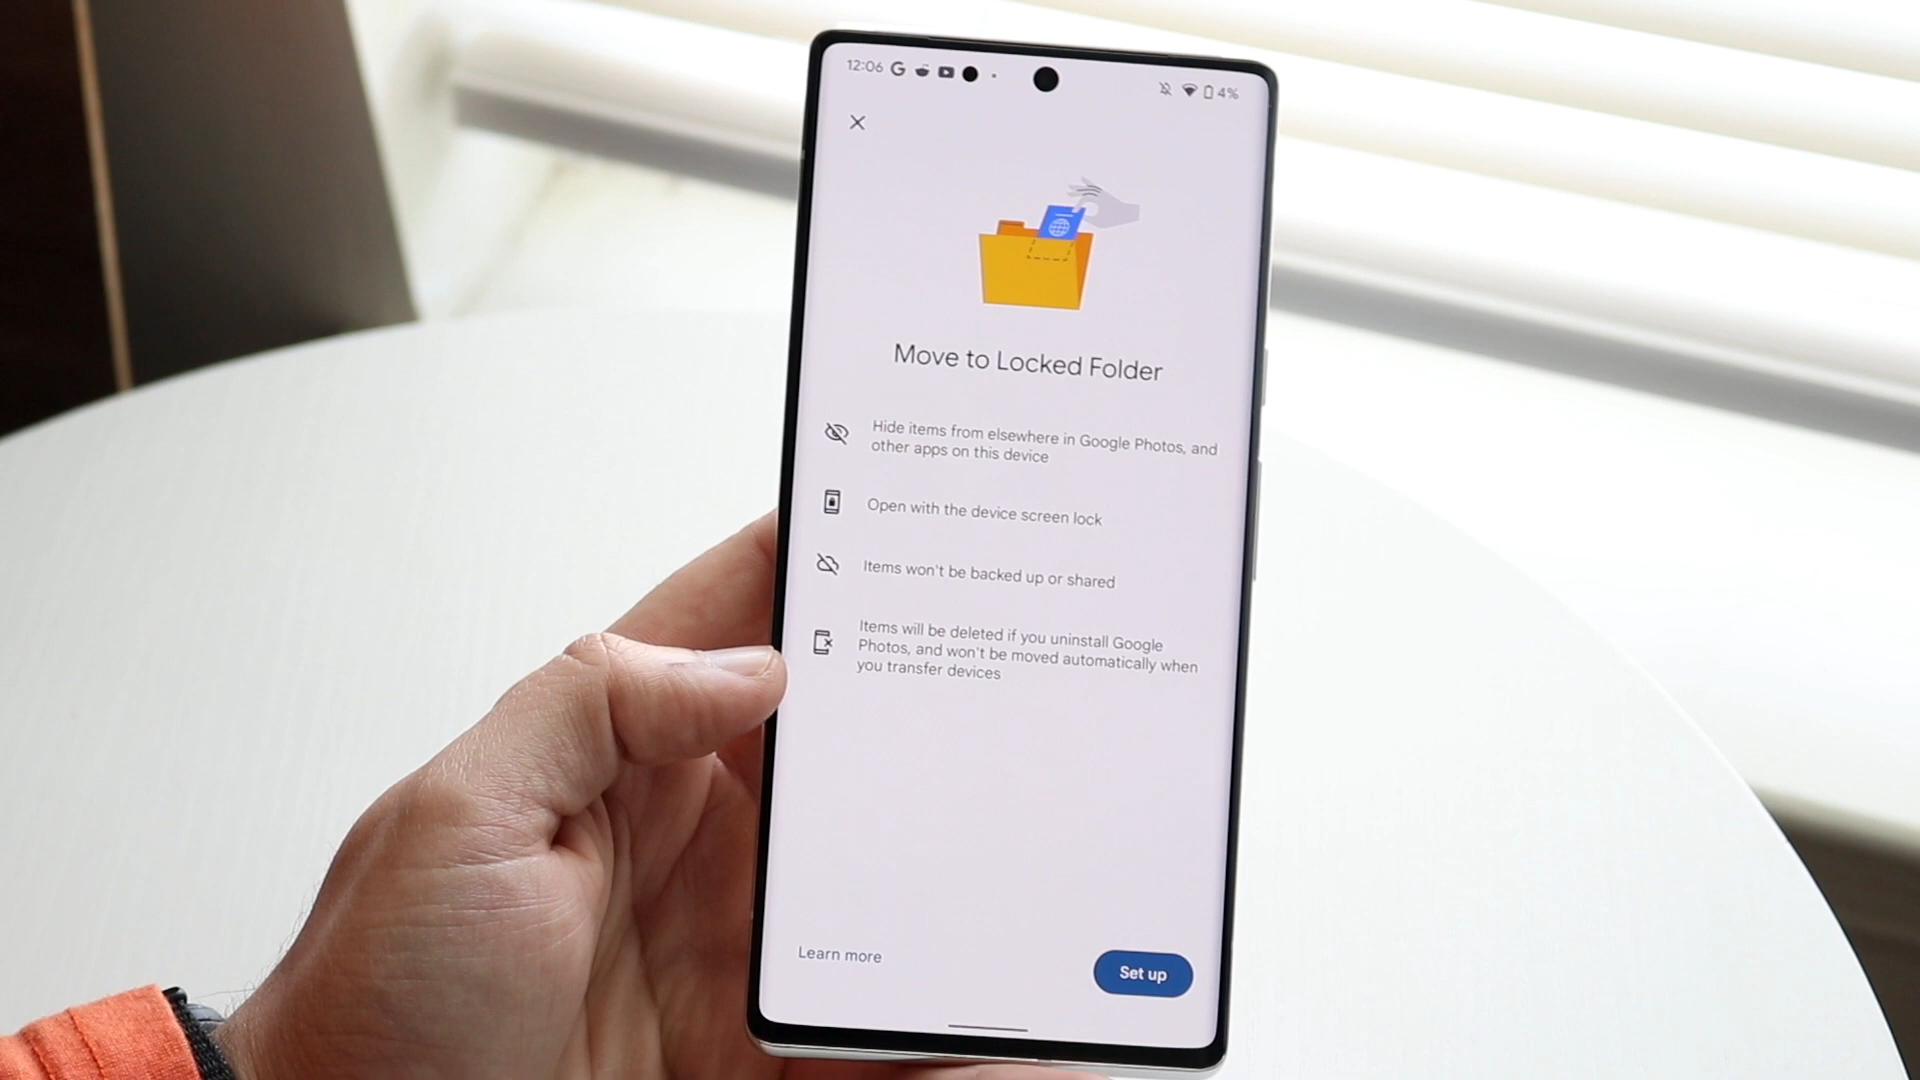 12:06 G 4%
Move to Locked Folder
Hide items from elsewhere in Google Photos, and
other apps on this device
Open with the device screen lock
Items won't be backed up or shared
Items will be deleted if you uninstall Google
Photos, and won't be moved automatically when
you transfer devices
Learn more
Set up